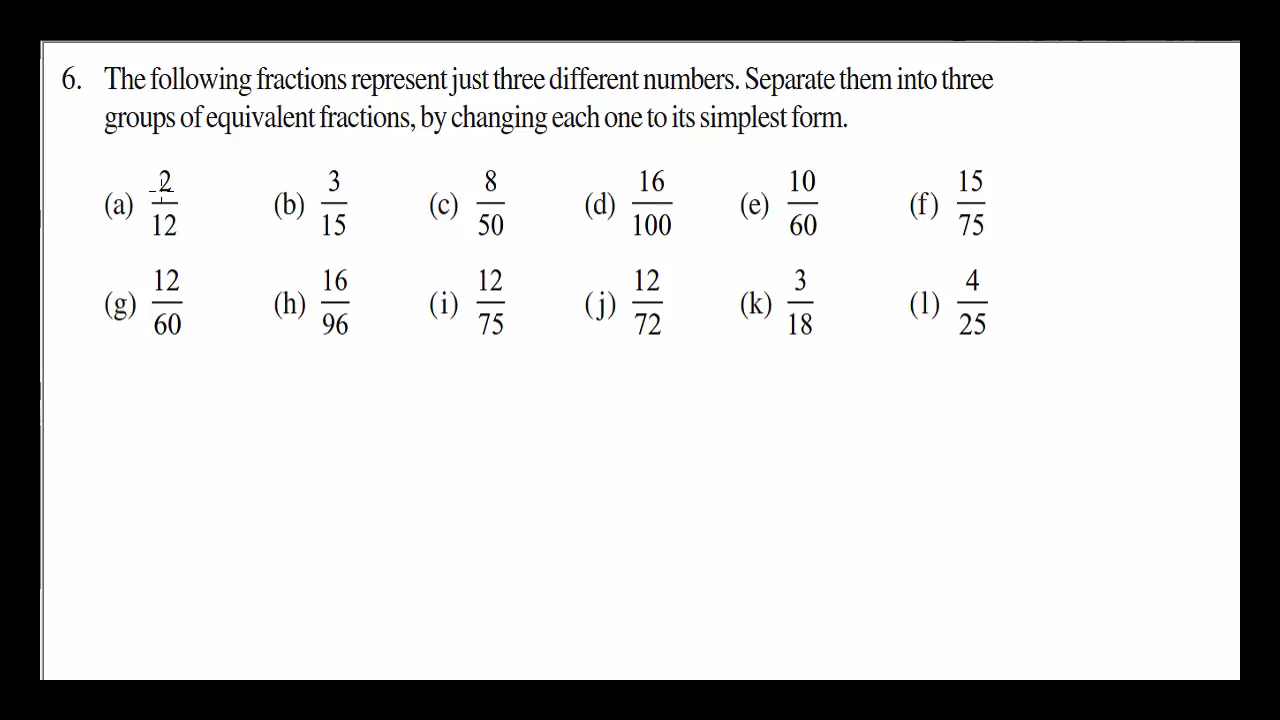 6. The following fractions represent just three different numbers. Separate them into three
groups of equivalent fractions, by changing each one to its simplest form.
(a) 2/12 (b) 3/15 (c) 8/50 (d) 16/100 (e) 10/60 (f) 15/75
(g) 12/60 (h) 16/96 (i) 12/75 (j) 12/72 (k) 3/18 (l) 4/25